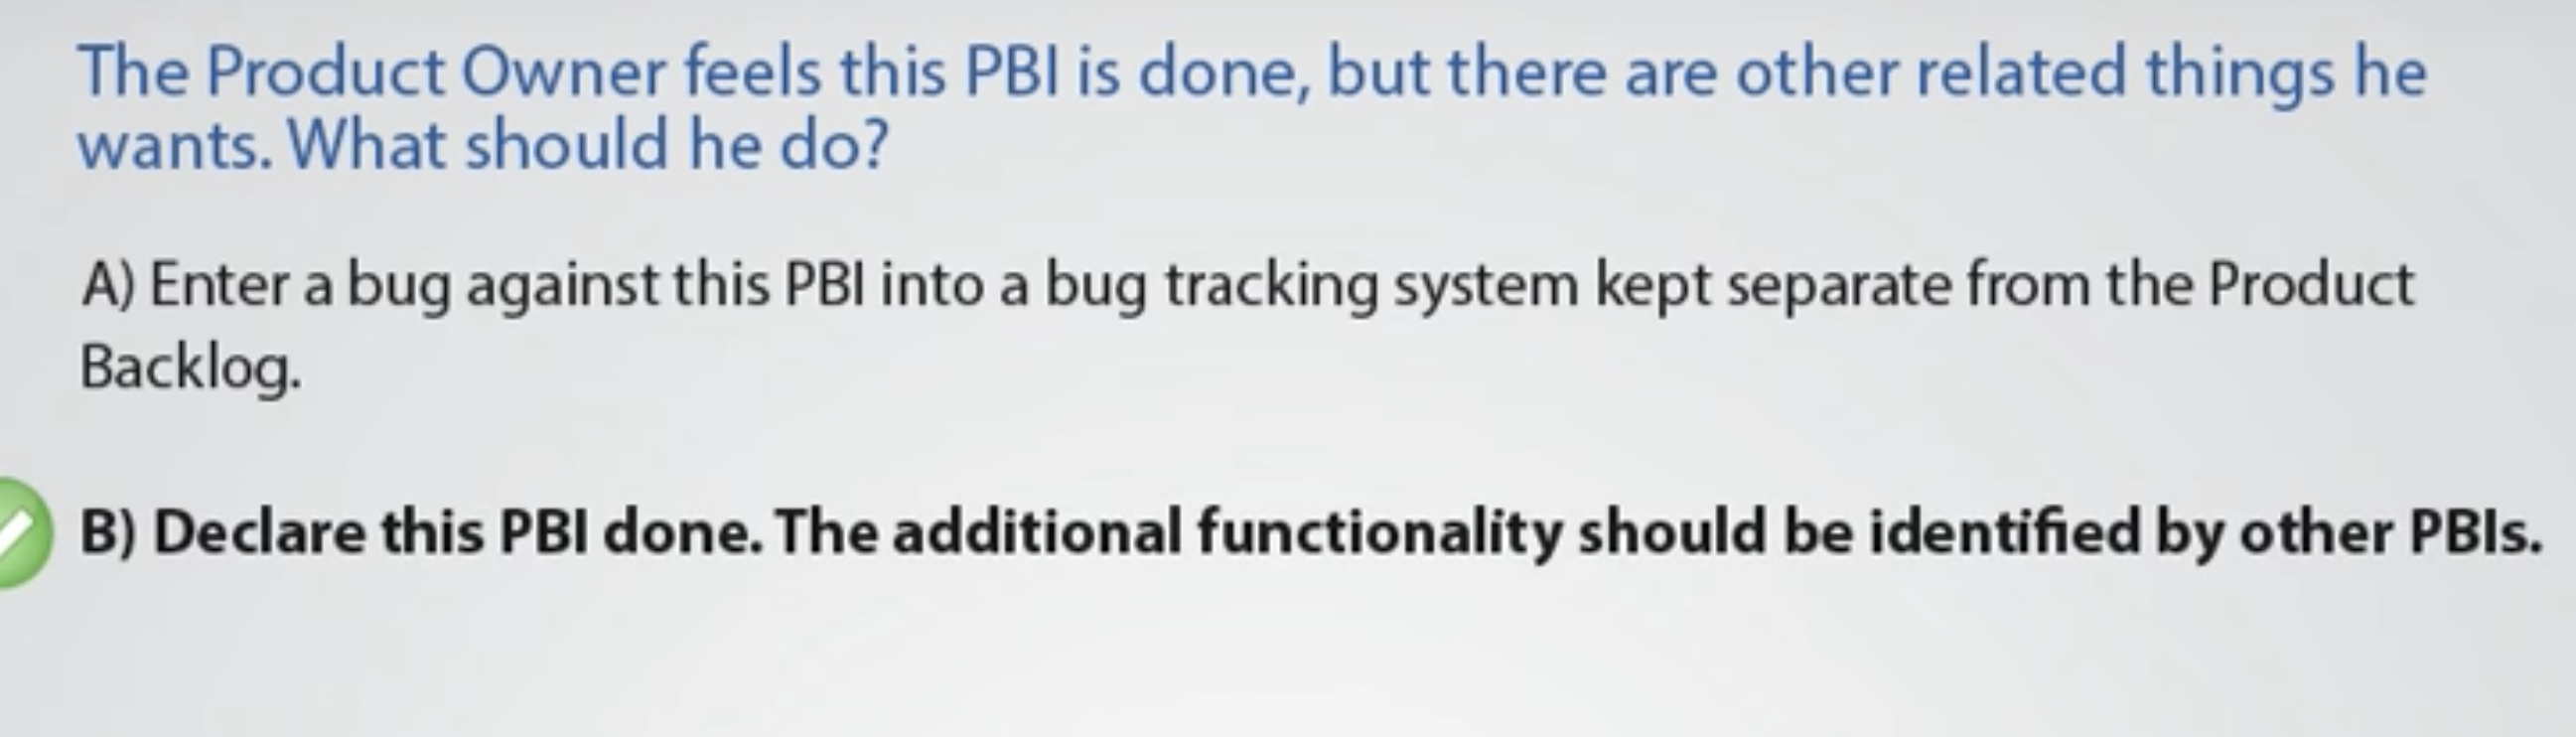 The Product Owner feels this PBI is done, but there are other related things he
wants. What should he do?
A) Enter a bug against this PBI into a bug tracking system kept separate from the Product
Backlog.
B) Declare this PBI done. The additional functionality should be identified by other PBIs.